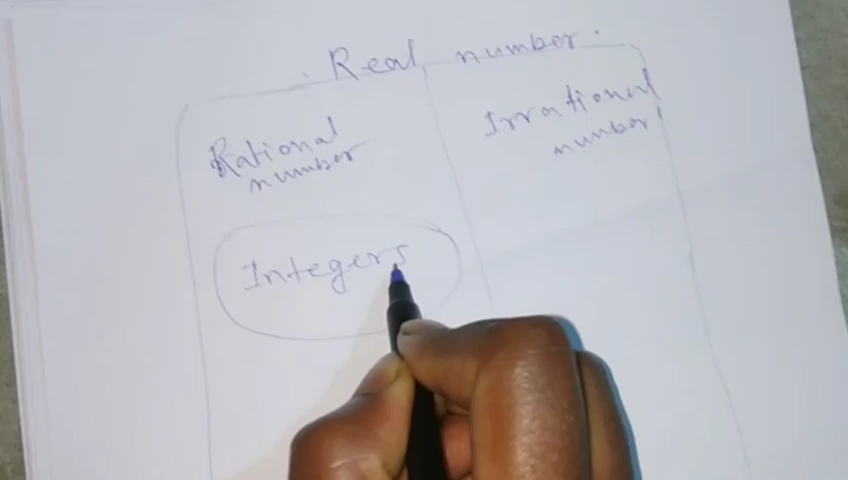 Real number.
Rational
number
Irrational
number
Integers